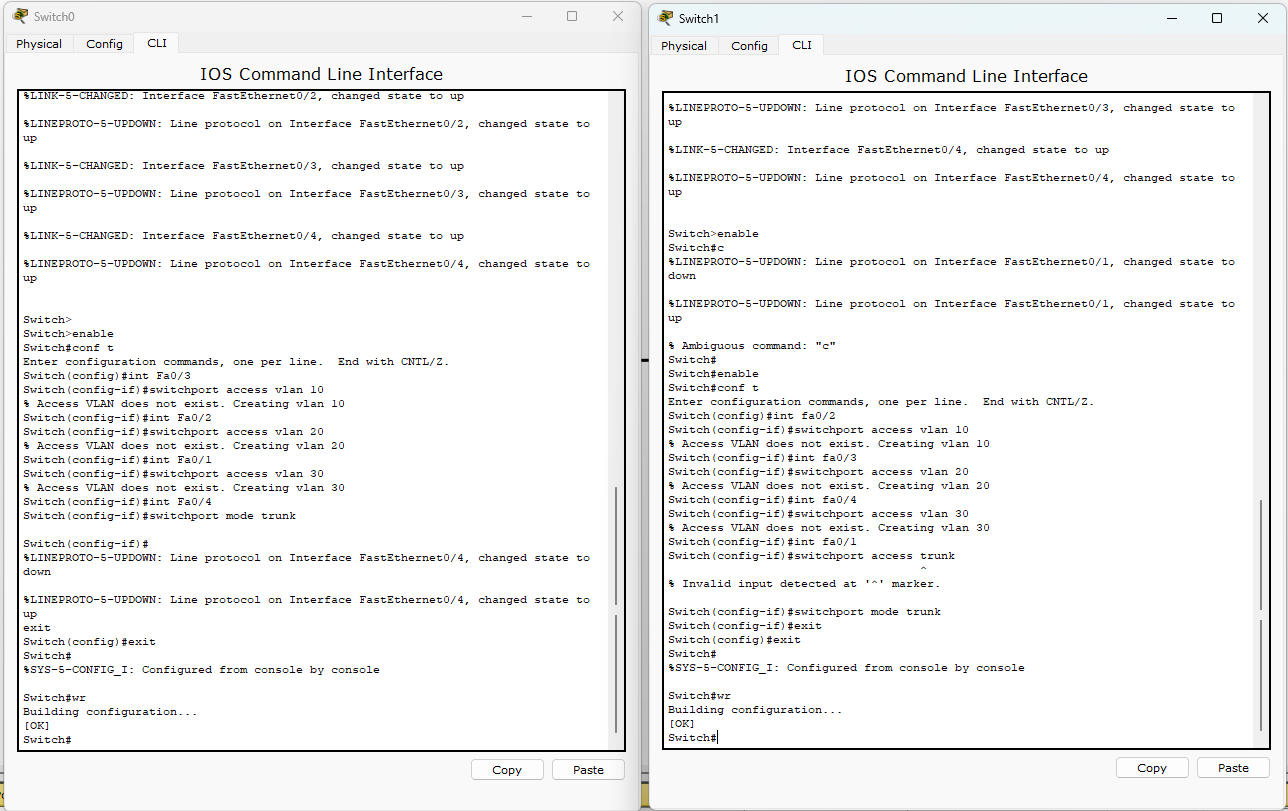 Switch0
Physical
Config
CLI
IOS Command Line Interface
%LINK-5-CHANGED: Interface FastEthernet0/2, changed state to up
%LINEPROTO-5-UPDOWN: Line protocol on Interface FastEthernet0/2, changed state to
up
%LINK-5-CHANGED: Interface FastEthernet0/3, changed state to up
%LINEPROTO-5-UPDOWN: Line protocol on Interface FastEthernet0/3, changed state to
up
%LINK-5-CHANGED: Interface FastEthernet0/4, changed state to up
%LINEPROTO-5-UPDOWN: Line protocol on Interface FastEthernet0/4, changed state to
up
Switch>
Switch>enable
Switch#conf t
Enter configuration commands, one per line.  End with CNTL/Z.
Switch(config)#int Fa0/3
Switch(config-if)#switchport access vlan 10
% Access VLAN does not exist. Creating vlan 10
Switch(config-if)#int Fa0/2
Switch(config-if)#switchport access vlan 20
% Access VLAN does not exist. Creating vlan 20
Switch(config-if)#int Fa0/1
Switch(config-if)#switchport access vlan 30
% Access VLAN does not exist. Creating vlan 30
Switch(config-if)#int Fa0/4
Switch(config-if)#switchport mode trunk
Switch(config-if)#
%LINEPROTO-5-UPDOWN: Line protocol on Interface FastEthernet0/4, changed state to
down
%LINEPROTO-5-UPDOWN: Line protocol on Interface FastEthernet0/4, changed state to
up
exit
Switch(config)#exit
Switch#
%SYS-5-CONFIG_I: Configured from console by console
Switch#wr
Building configuration...
[OK]
Switch#
Copy
Paste
Switch1
Physical
Config
CLI
IOS Command Line Interface
%LINEPROTO-5-UPDOWN: Line protocol on Interface FastEthernet0/3, changed state to
up
%LINK-5-CHANGED: Interface FastEthernet0/4, changed state to up
%LINEPROTO-5-UPDOWN: Line protocol on Interface FastEthernet0/4, changed state to
up
Switch>enable
Switch#c
%LINEPROTO-5-UPDOWN: Line protocol on Interface FastEthernet0/1, changed state to
down
%LINEPROTO-5-UPDOWN: Line protocol on Interface FastEthernet0/1, changed state to
up
% Ambiguous command: "c"
Switch#
Switch#enable
Switch#conf t
Enter configuration commands, one per line.  End with CNTL/Z.
Switch(config)#int fa0/2
Switch(config-if)#switchport access vlan 10
% Access VLAN does not exist. Creating vlan 10
Switch(config-if)#int fa0/3
Switch(config-if)#switchport access vlan 20
% Access VLAN does not exist. Creating vlan 20
Switch(config-if)#int fa0/4
Switch(config-if)#switchport access vlan 30
% Access VLAN does not exist. Creating vlan 30
Switch(config-if)#int fa0/1
Switch(config-if)#switchport access trunk
^
% Invalid input detected at '^' marker.
Switch(config-if)#switchport mode trunk
Switch(config-if)#exit
Switch(config)#exit
Switch#
%SYS-5-CONFIG_I: Configured from console by console
Switch#wr
Building configuration...
[OK]
Switch#
Copy
Paste